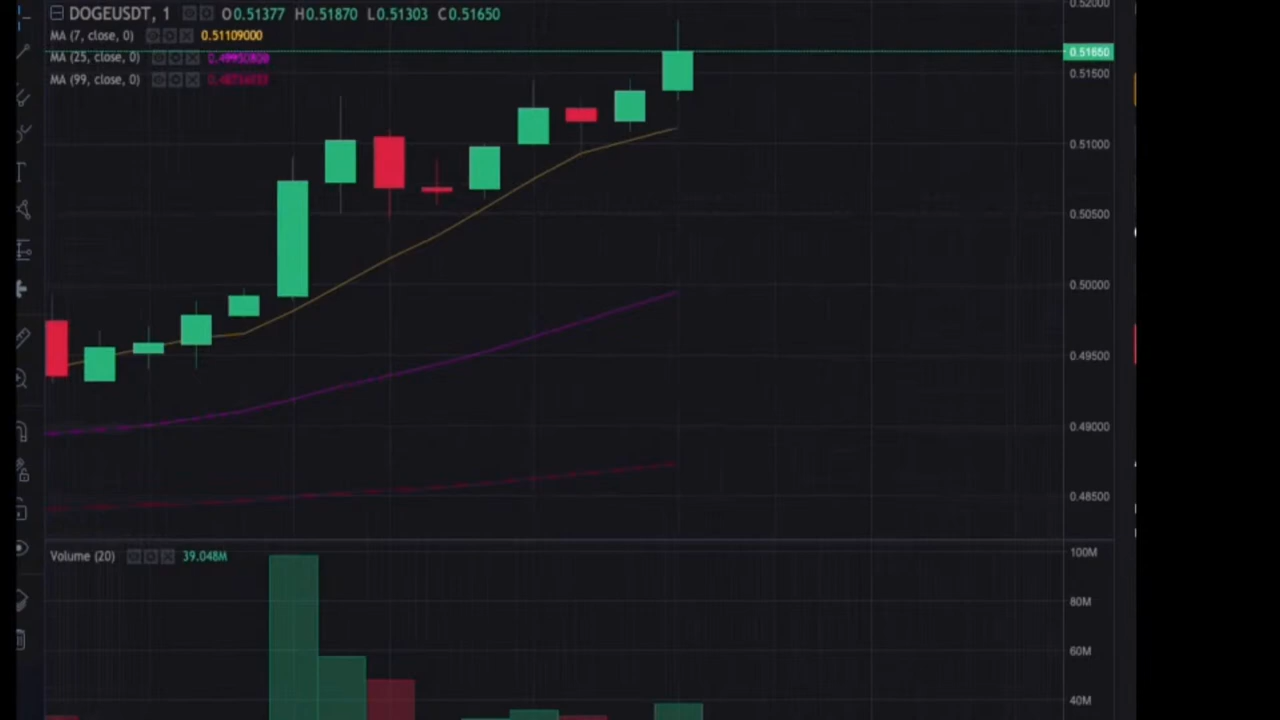 DOGEUSDT, 1 O0.51377 H0.51870 L0.51303 C0.51650
MA (7, close, 0) 0.51109000
MA (25, close, 0)
MA (99, close, 0)
0.52000
0.51650
0.51500
0.51000
0.50500
0.50000
0.49500
0.49000
0.48500
Volume (20) 39.048M
100M
80M
60M
40M